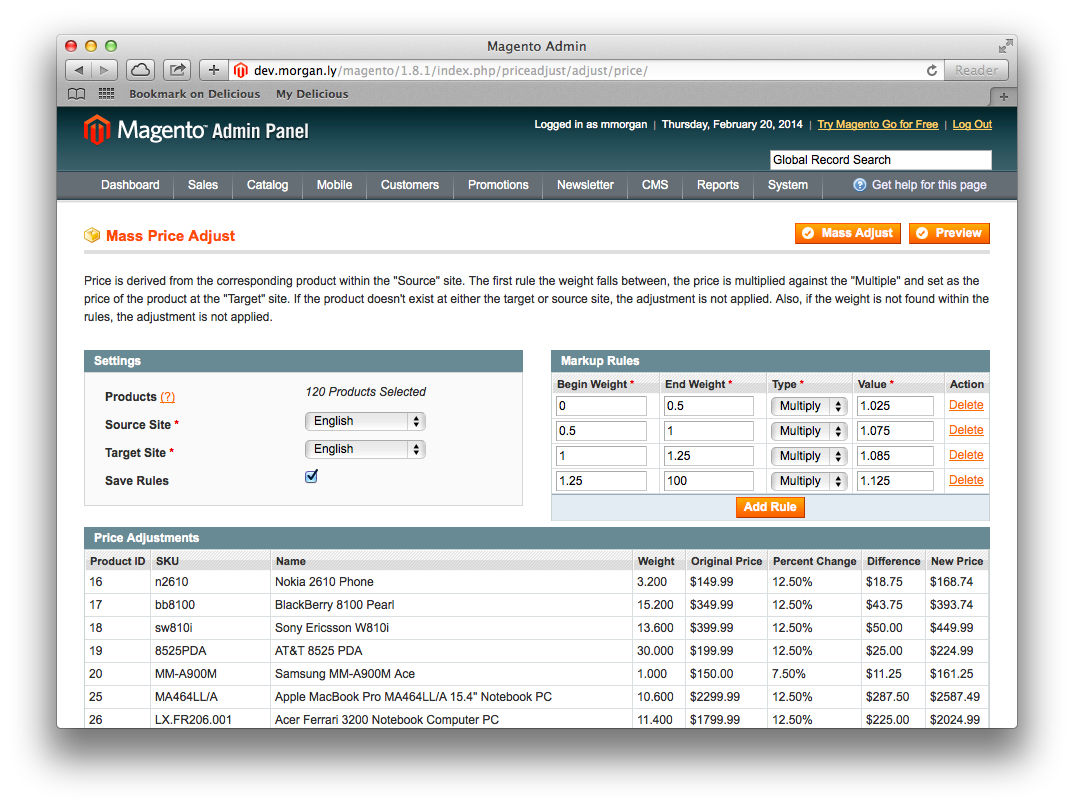 Magento Admin
dev.morgan.ly/magento/1.8.1/index.php/priceadjust/adjust/price/
Reader
Bookmark on Delicious My Delicious
Magento™ Admin Panel
Logged in as mmorgan | Thursday, February 20, 2014 | Try Magento Go for Free | Log Out
Global Record Search
Dashboard Sales Catalog Mobile Customers Promotions Newsletter CMS Reports System Get help for this page
Mass Price Adjust
Mass Adjust Preview
Price is derived from the corresponding product within the "Source" site. The first rule the weight falls between, the price is multiplied against the "Multiple" and set as the
price of the product at the "Target" site. If the product doesn't exist at either the target or source site, the adjustment is not applied. Also, if the weight is not found within the
rules, the adjustment is not applied.
Settings
Products (?) 120 Products Selected
Source Site * English
Target Site * English
Save Rules
Markup Rules
Begin Weight * End Weight * Type * Value * Action
0 0.5 Multiply 1.025 Delete
0.5 1 Multiply 1.075 Delete
1 1.25 Multiply 1.085 Delete
1.25 100 Multiply 1.125 Delete
Add Rule
Price Adjustments
Product ID SKU Name Weight Original Price Percent Change Difference New Price
16 n2610 Nokia 2610 Phone 3.200 $149.99 12.50% $18.75 $168.74
17 bb8100 BlackBerry 8100 Pearl 15.200 $349.99 12.50% $43.75 $393.74
18 sw810i Sony Ericsson W810i 13.600 $399.99 12.50% $50.00 $449.99
19 8525PDA AT&T 8525 PDA 30.000 $199.99 12.50% $25.00 $224.99
20 MM-A900M Samsung MM-A900M Ace 1.000 $150.00 7.50% $11.25 $161.25
25 MA464LL/A Apple MacBook Pro MA464LL/A 15.4" Notebook PC 10.600 $2299.99 12.50% $287.50 $2587.49
26 LX.FR206.001 Acer Ferrari 3200 Notebook Computer PC 11.400 $1799.99 12.50% $225.00 $2024.99